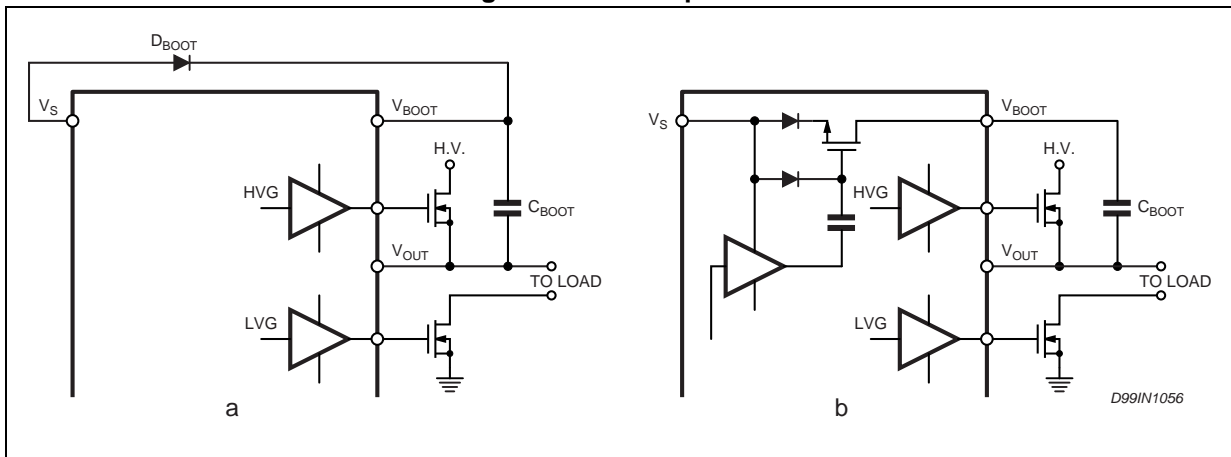 D_BOOT
V_S
V_BOOT
H.V.
HVG
C_BOOT
V_OUT
TO LOAD
LVG
a
V_S
V_BOOT
H.V.
HVG
C_BOOT
V_OUT
TO LOAD
LVG
b
D99IN1056